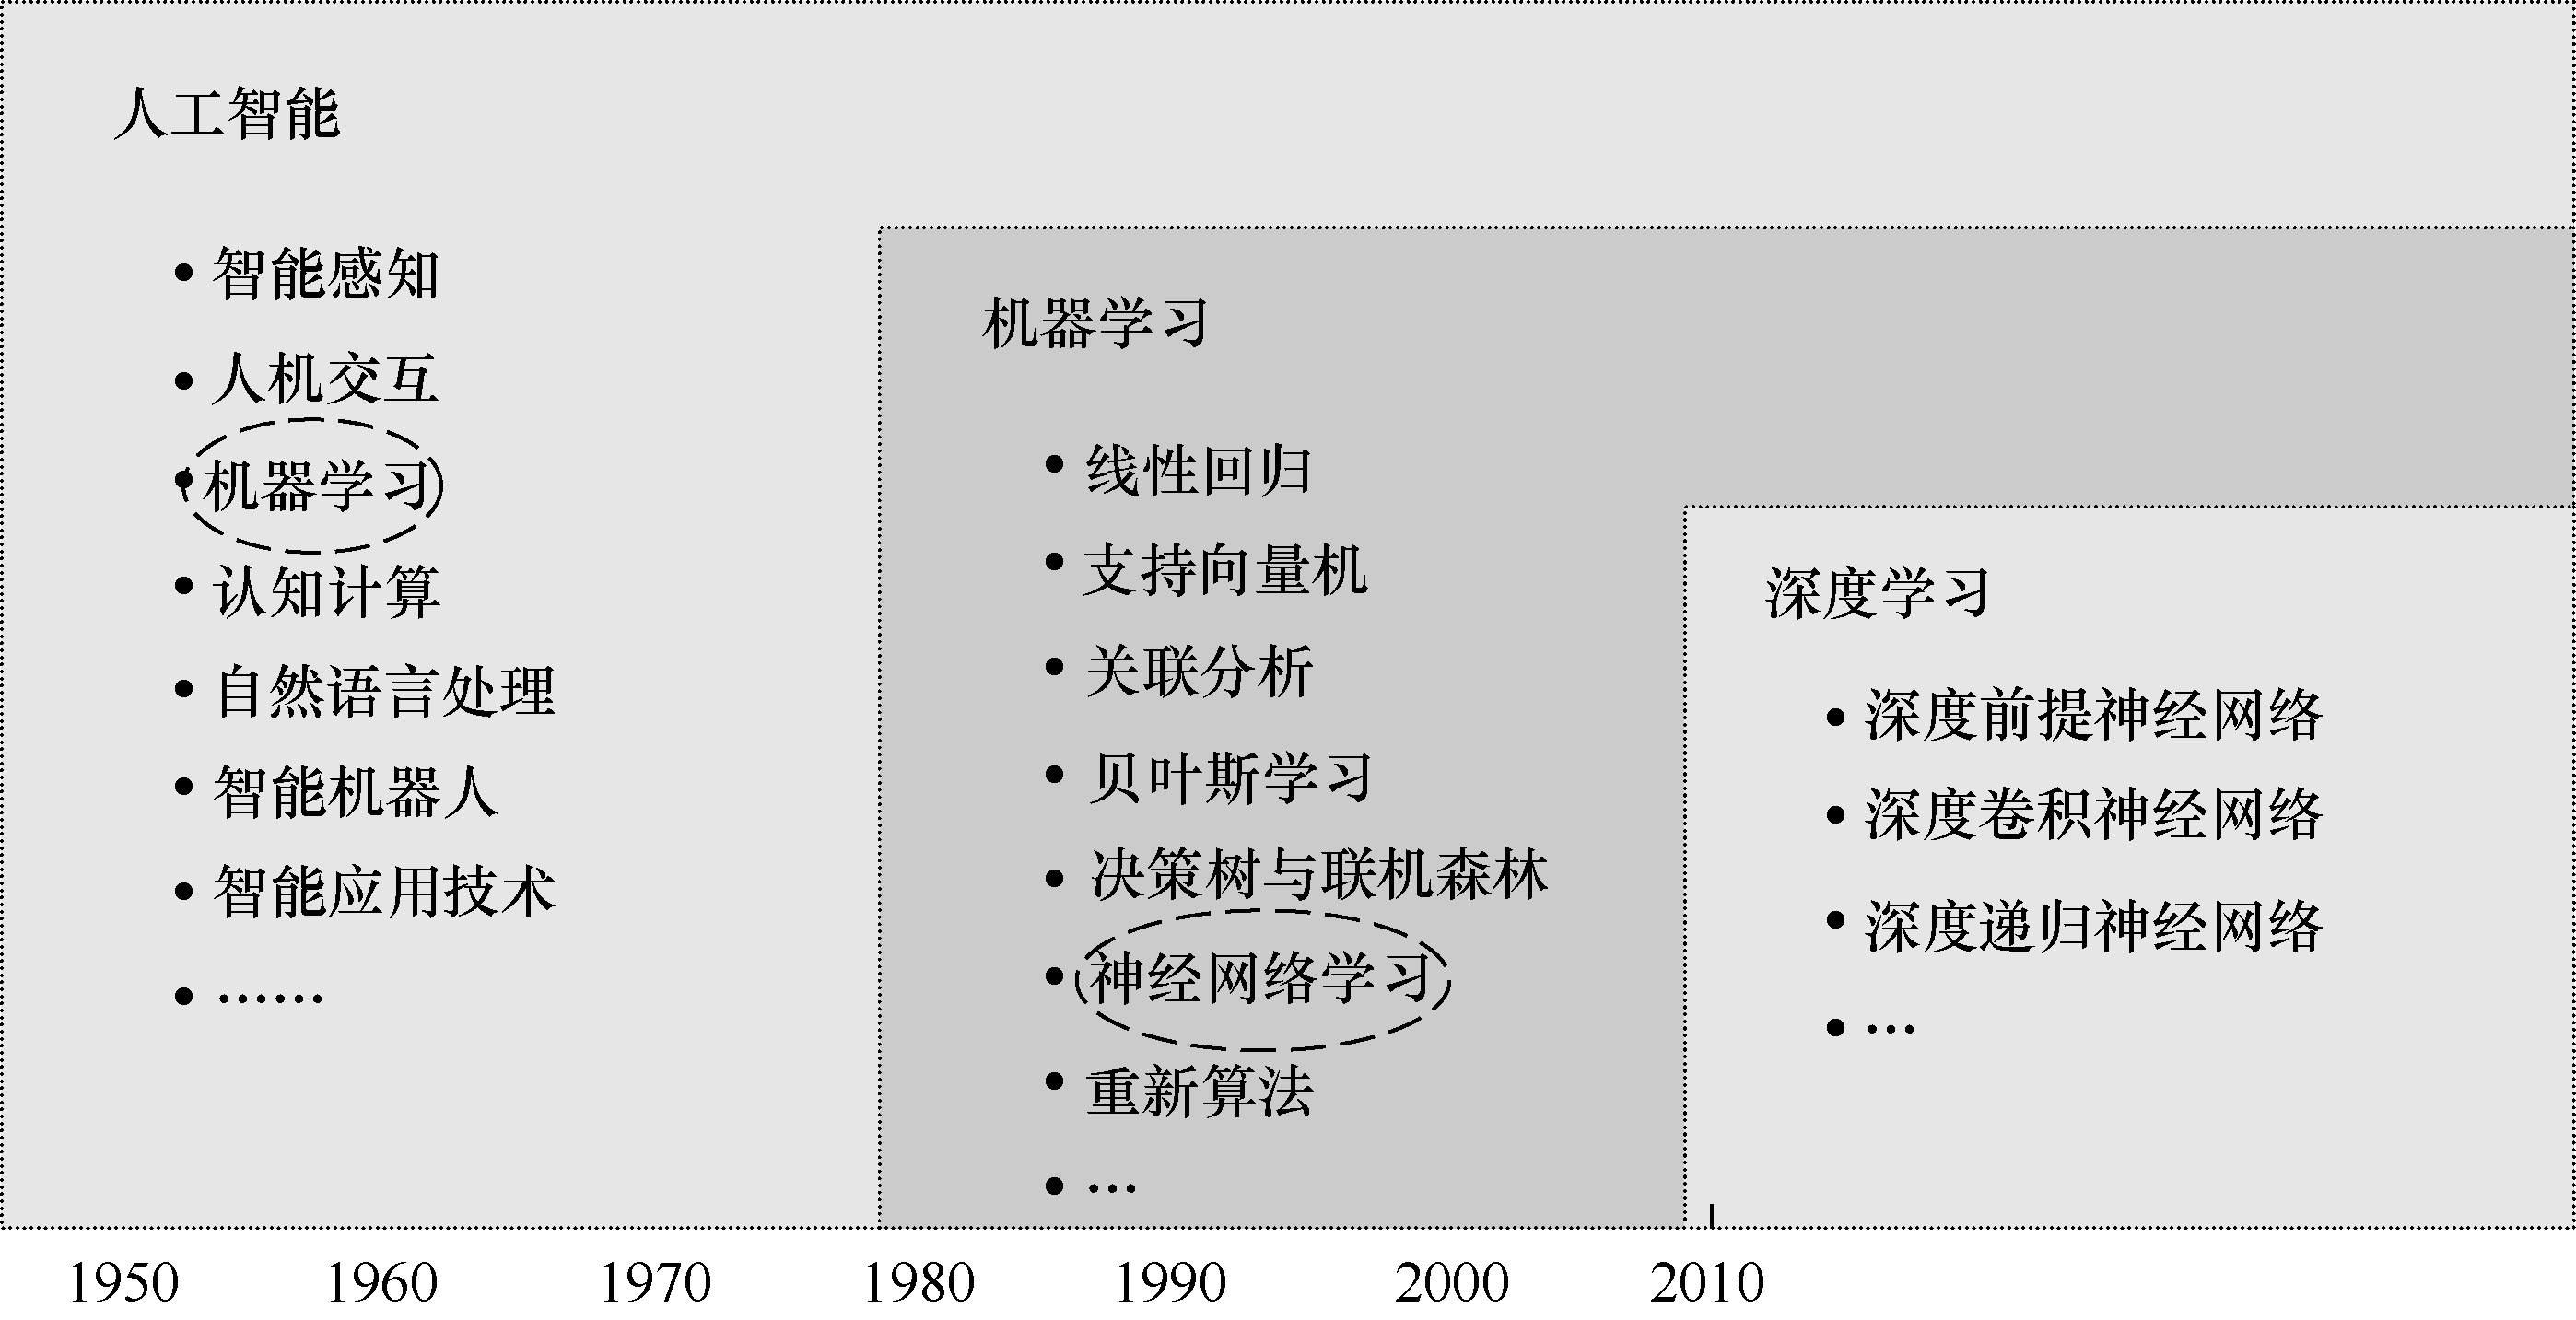 人工智能
• 智能感知
• 人机交互
• 机器学习
• 认知计算
• 自然语言处理
• 智能机器人
• 智能应用技术
• ……
机器学习
• 线性回归
• 支持向量机
• 关联分析
• 贝叶斯学习
• 决策树与联机森林
• 神经网络学习
• 重新算法
• …
深度学习
• 深度前提神经网络
• 深度卷积神经网络
• 深度递归神经网络
• …
1950 1960 1970 1980 1990 2000 2010